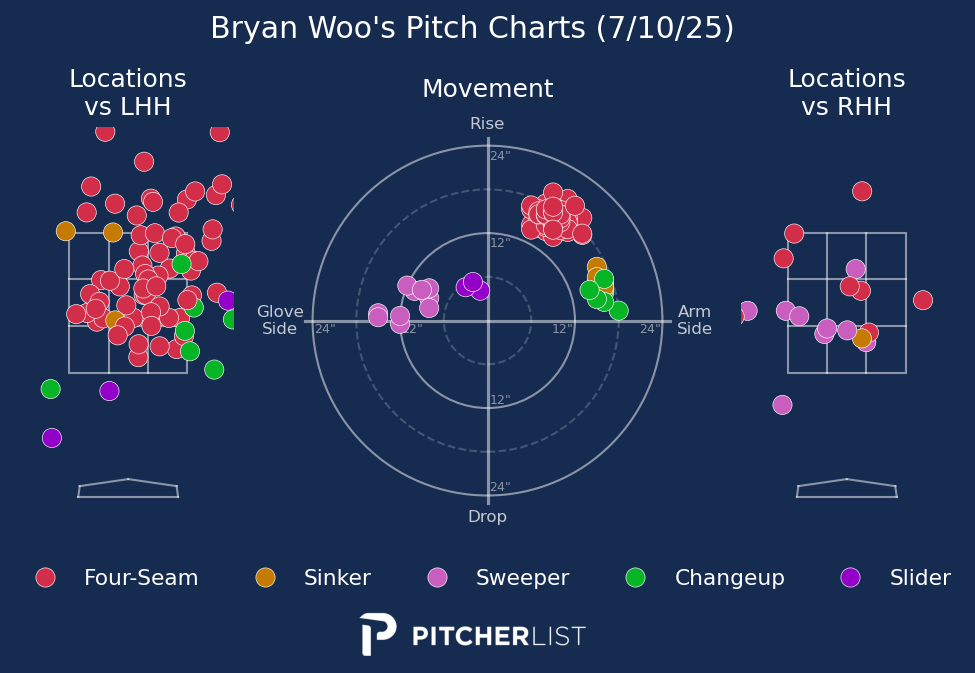 Bryan Woo's Pitch Charts (7/10/25)
Locations
vs LHH
Movement
Locations
vs RHH
Rise
24"
12"
Glove
Side
24"
12"
12"
24"
Arm
Side
12"
24"
Drop
Four-Seam
Sinker
Sweeper
Changeup
Slider
PITCHERLIST